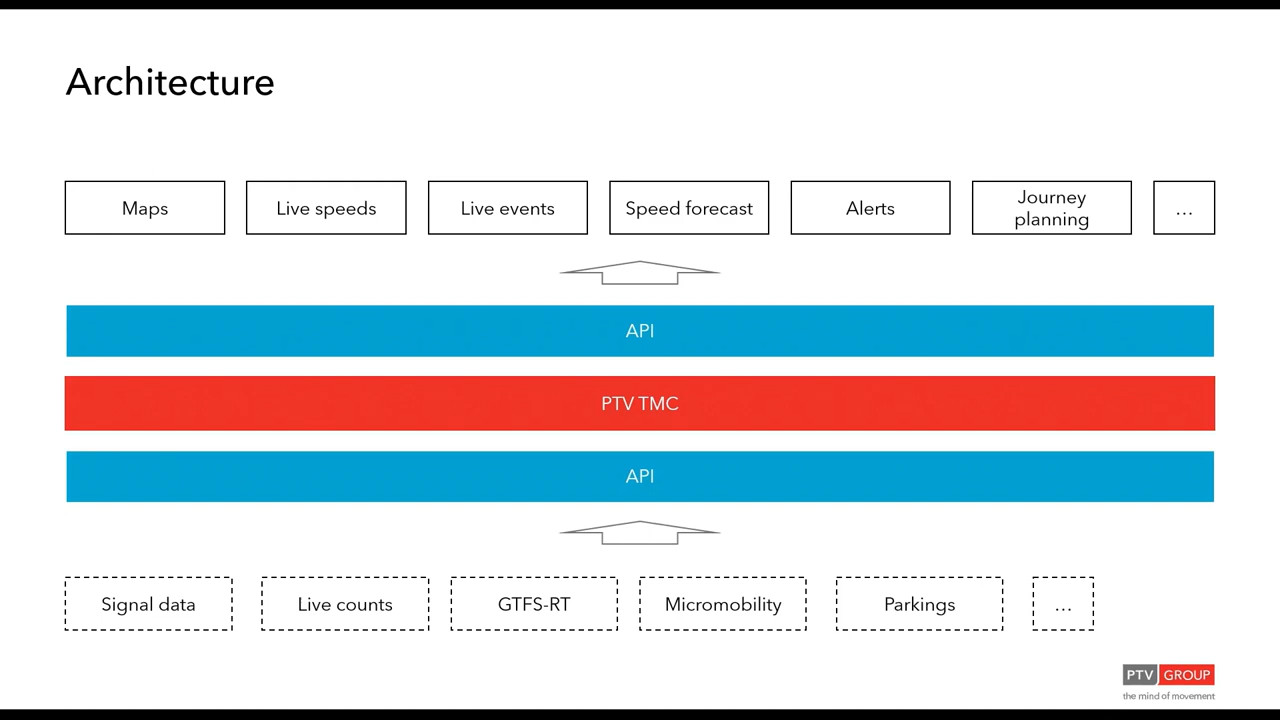 Architecture
Maps
Live speeds
Live events
Speed forecast
Alerts
Journey
planning
...
API
PTV TMC
API
Signal data
Live counts
GTFS-RT
Micromobility
Parkings
...
PTV GROUP
the mind of movement